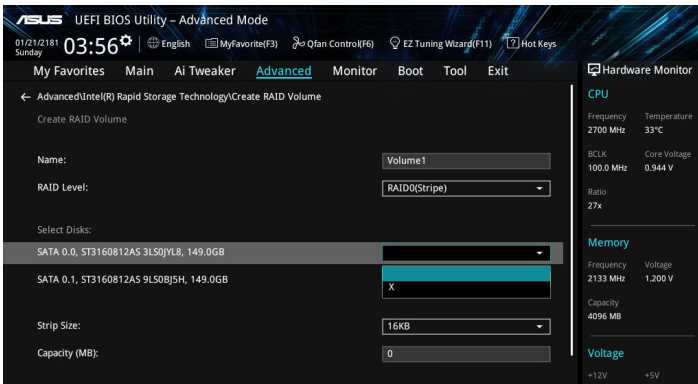 ASUS UEFI BIOS Utility – Advanced Mode
01/21/2181 Sunday 03:56 English MyFavorite(F3) Qfan Control(F6) EZ Tuning Wizard(F11) ? Hot Keys
My Favorites Main Ai Tweaker Advanced Monitor Boot Tool Exit
Hardware Monitor
← Advanced\Intel(R) Rapid Storage Technology\Create RAID Volume
Create RAID Volume
Name: Volume1
RAID Level: RAID0(Stripe)
Select Disks:
SATA 0.0, ST3160812AS 3LS0JYL8, 149.0GB
SATA 0.1, ST3160812AS 9LS0BJ5H, 149.0GB
X
Strip Size: 16KB
Capacity (MB): 0
CPU
Frequency Temperature
2700 MHz 33°C
BCLK Core Voltage
100.0 MHz 0.944 V
Ratio
27x
Memory
Frequency Voltage
2133 MHz 1.200 V
Capacity
4096 MB
Voltage
+12V +5V